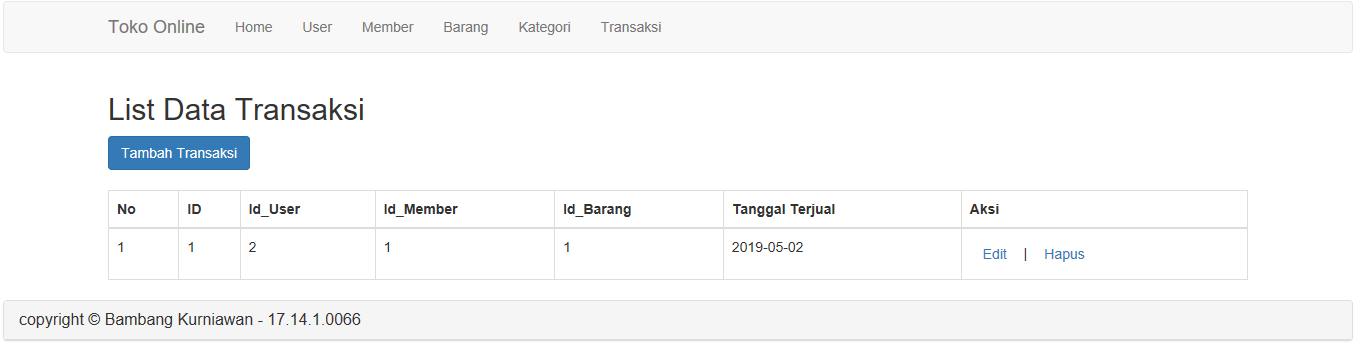 Toko Online Home User Member Barang Kategori Transaksi
List Data Transaksi
Tambah Transaksi
No ID Id_User Id_Member Id_Barang Tanggal Terjual Aksi
1 1 2 1 1 2019-05-02 Edit | Hapus
copyright © Bambang Kurniawan - 17.14.1.0066